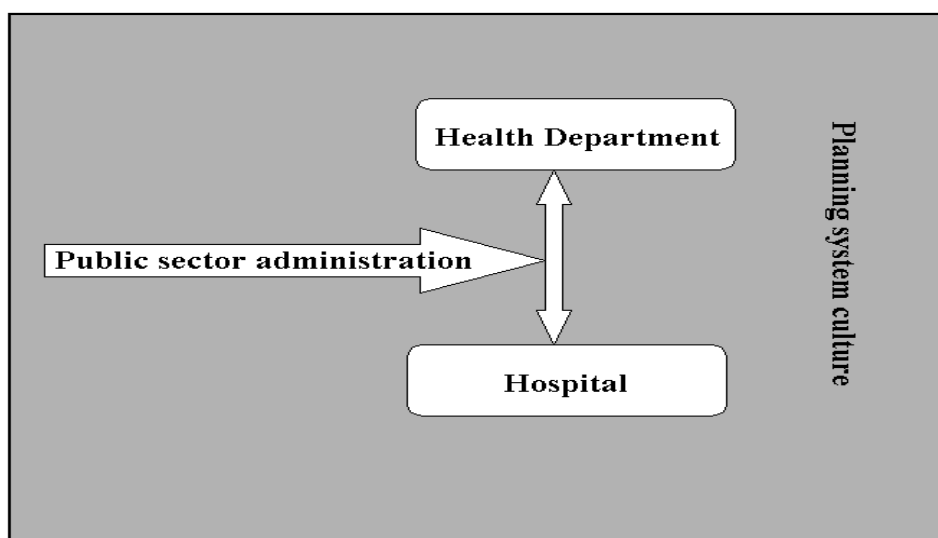 Health Department
Public sector administration
Hospital
Planning system culture